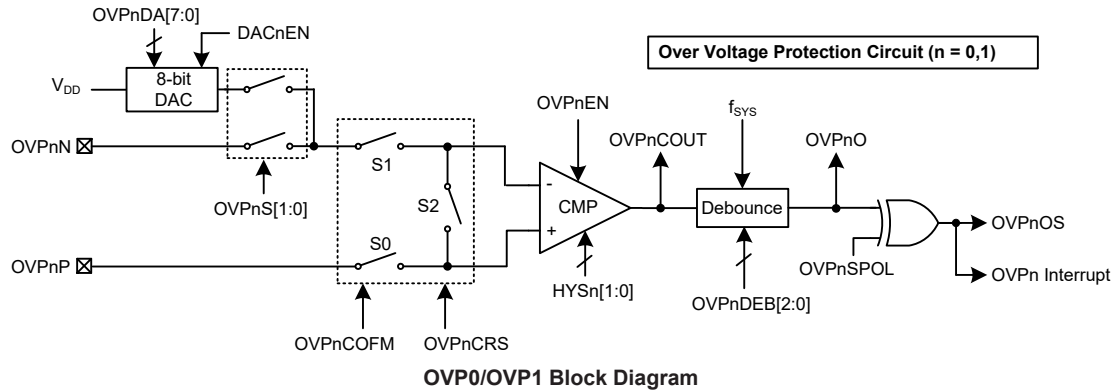 OVPnDA[7:0]
DACnEN
Over Voltage Protection Circuit (n = 0,1)
VDD
8-bit
DAC
OVPnEN
fSYS
OVPnCOUT
OVPnO
OVPnN
S1
OVPnS[1:0]
S2
-
CMP
+
Debounce
OVPnOS
S0
OVPnP
OVPnSPOL
OVPn Interrupt
HYSn[1:0]
OVPnDEB[2:0]
OVPnCOFM
OVPnCRS
OVP0/OVP1 Block Diagram